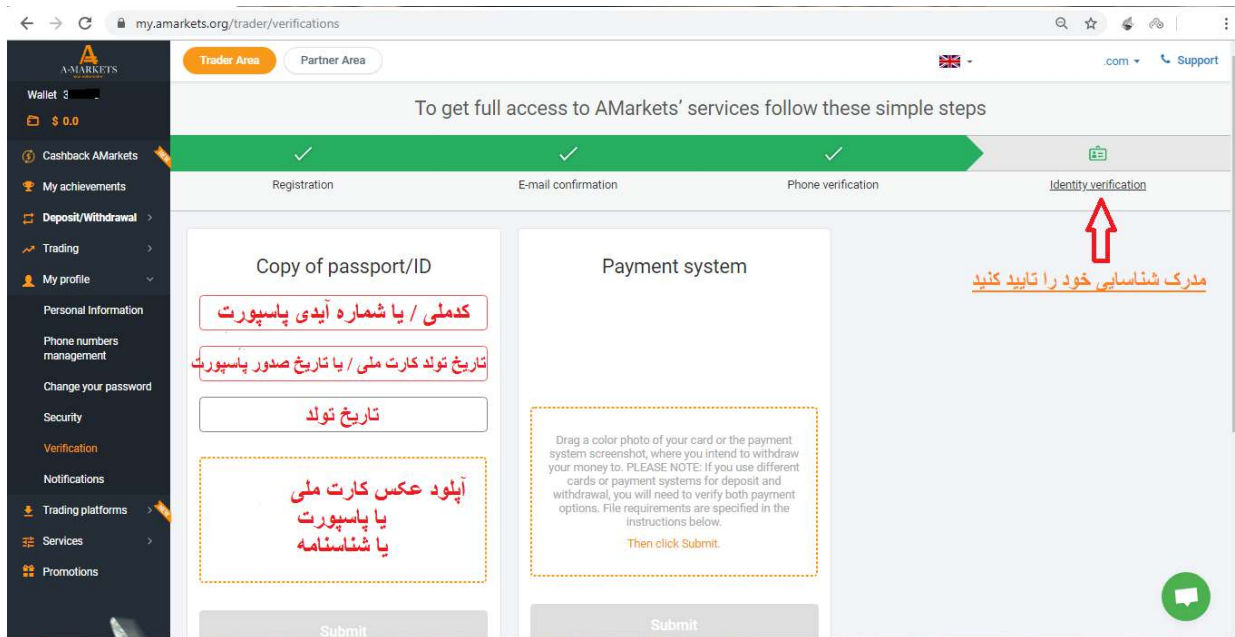 my.amarkets.org/trader/verifications
A-MARKETS
Trader Area
Partner Area
.com
Support
Wallet 3
$ 0.0
To get full access to AMarkets' services follow these simple steps
Cashback AMarkets
My achievements
Deposit/Withdrawal
Trading
My profile
Personal Information
Phone numbers
management
Change your password
Security
Verification
Notifications
Trading platforms
Services
Promotions
Registration
E-mail confirmation
Phone verification
Identity verification
مدرک شناسایی خود را تایید کنید
Copy of passport/ID
کدملی / یا شماره آیدی پاسپورت
تاریخ تولد کارت ملی / یا تاریخ صدور پاسپورت
تاریخ تولد
آپلود عکس کارت ملی
یا پاسپورت
یا شناسنامه
Submit
Payment system
Drag a color photo of your card or the payment
system screenshot, where you intend to withdraw
your money to. PLEASE NOTE: If you use different
cards or payment systems for deposit and
withdrawal, you will need to verify both payment
options. File requirements are specified in the
instructions below.
Then click Submit.
Submit